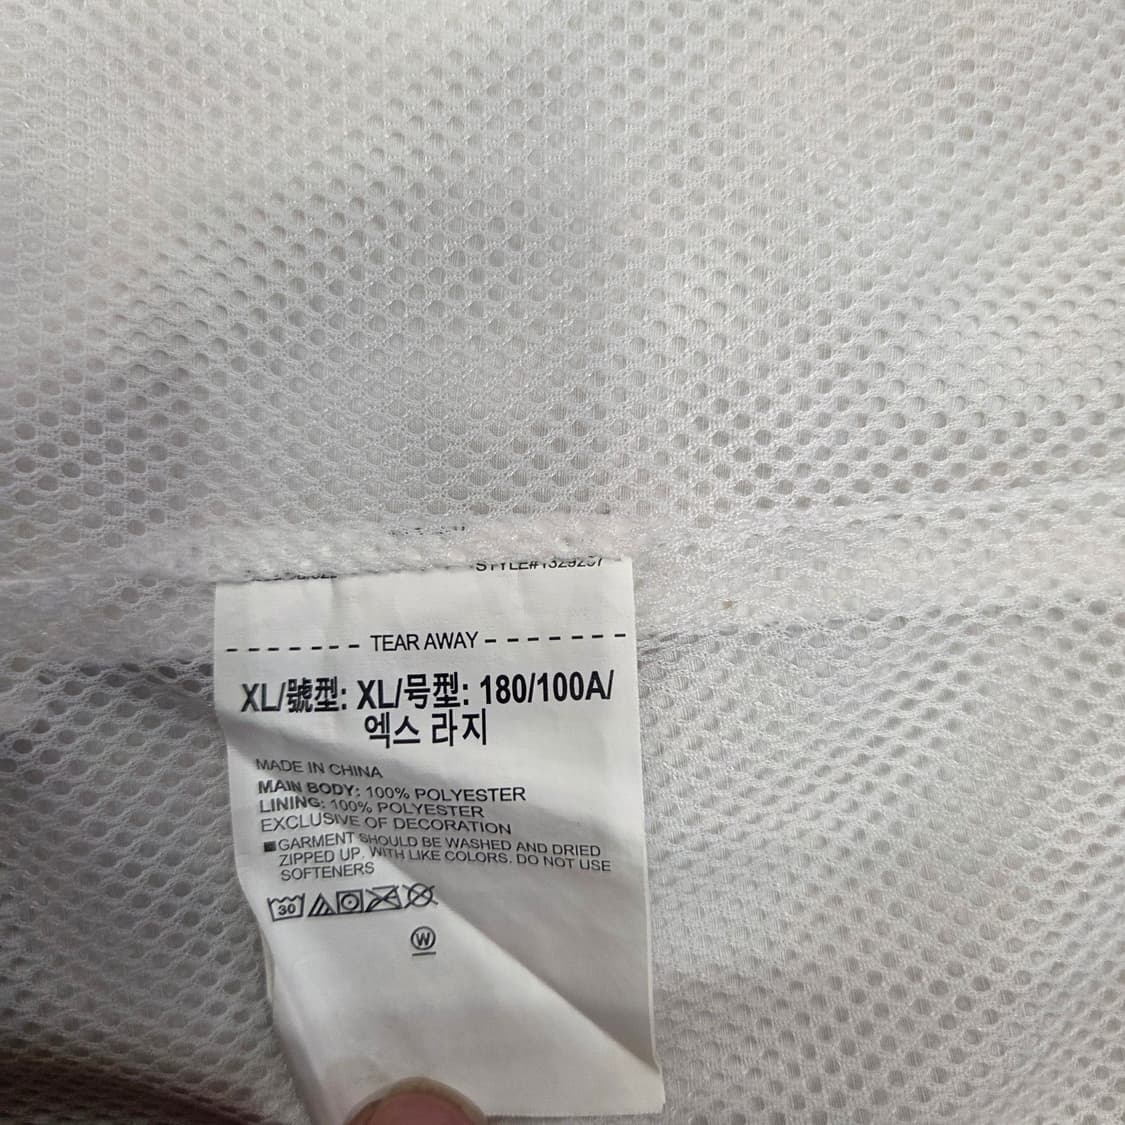 STYLE#1329297
TEAR AWAY
XL/號型: XL/号型: 180/100A/
엑스 라지
MADE IN CHINA
MAIN BODY: 100% POLYESTER
LINING: 100% POLYESTER
EXCLUSIVE OF DECORATION
GARMENT SHOULD BE WASHED AND DRIED
ZIPPED UP. WITH LIKE COLORS. DO NOT USE
SOFTENERS
30
W